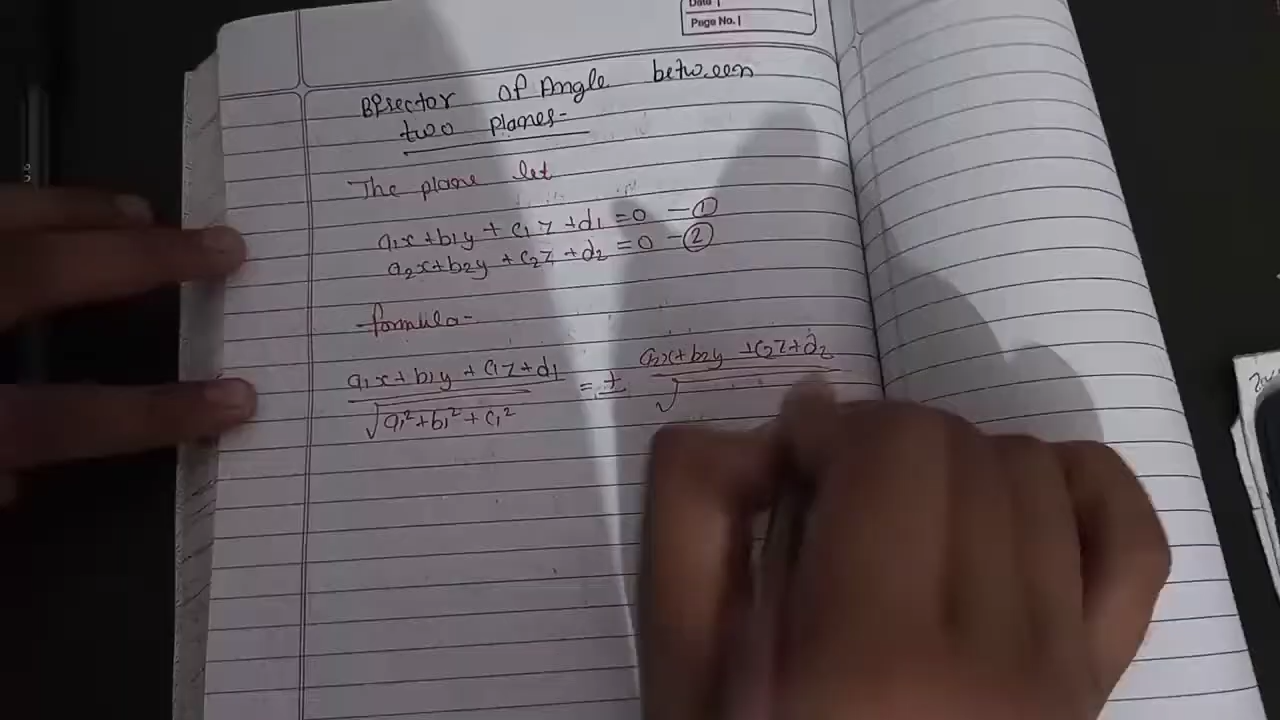 Date |
Page No. |
Bisector of Angle between
two planes-
The plane let
a₁x+b₁y + c₁z +d₁ =0 —①
a₂x+b₂y + c₂z +d₂ =0 —②
formula-
a₁x+b₁y + c₁z+d₁ = ± a₂x+b₂y +c₂z+d₂
√a₁²+b₁²+c₁² √